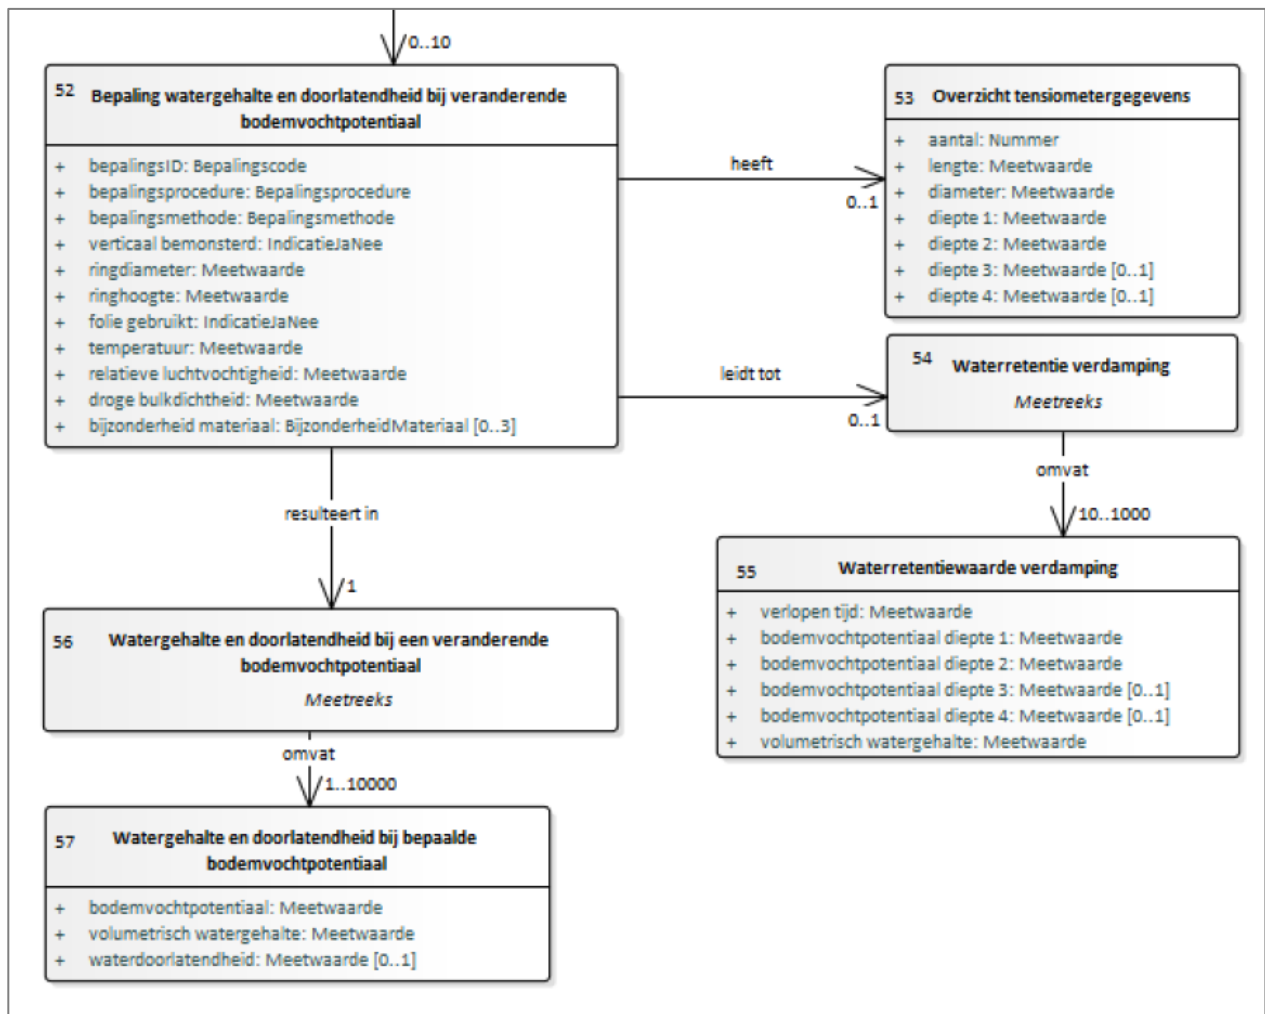 0..10
52 Bepaling watergehalte en doorlatendheid bij veranderende
bodemvochtpotentiaal
+ bepalingsID: Bepalingscode
+ bepalingsprocedure: Bepalingsprocedure
+ bepalingsmethode: Bepalingsmethode
+ verticaal bemonsterd: IndicatieJaNee
+ ringdiameter: Meetwaarde
+ ringhoogte: Meetwaarde
+ folie gebruikt: IndicatieJaNee
+ temperatuur: Meetwaarde
+ relatieve luchtvochtigheid: Meetwaarde
+ droge bulkdichtheid: Meetwaarde
+ bijzonderheid materiaal: BijzonderheidMateriaal [0..3]
heeft
0..1
53 Overzicht tensiometergegevens
+ aantal: Nummer
+ lengte: Meetwaarde
+ diameter: Meetwaarde
+ diepte 1: Meetwaarde
+ diepte 2: Meetwaarde
+ diepte 3: Meetwaarde [0..1]
+ diepte 4: Meetwaarde [0..1]
leidt tot
0..1
54 Waterretentie verdamping
Meetreeks
omvat
10..1000
55 Waterretentiewaarde verdamping
+ verlopen tijd: Meetwaarde
+ bodemvochtpotentiaal diepte 1: Meetwaarde
+ bodemvochtpotentiaal diepte 2: Meetwaarde
+ bodemvochtpotentiaal diepte 3: Meetwaarde [0..1]
+ bodemvochtpotentiaal diepte 4: Meetwaarde [0..1]
+ volumetrisch watergehalte: Meetwaarde
resulteert in
1
56 Watergehalte en doorlatendheid bij een veranderende
bodemvochtpotentiaal
Meetreeks
omvat
1..10000
57 Watergehalte en doorlatendheid bij bepaalde
bodemvochtpotentiaal
+ bodemvochtpotentiaal: Meetwaarde
+ volumetrisch watergehalte: Meetwaarde
+ waterdoorlatendheid: Meetwaarde [0..1]